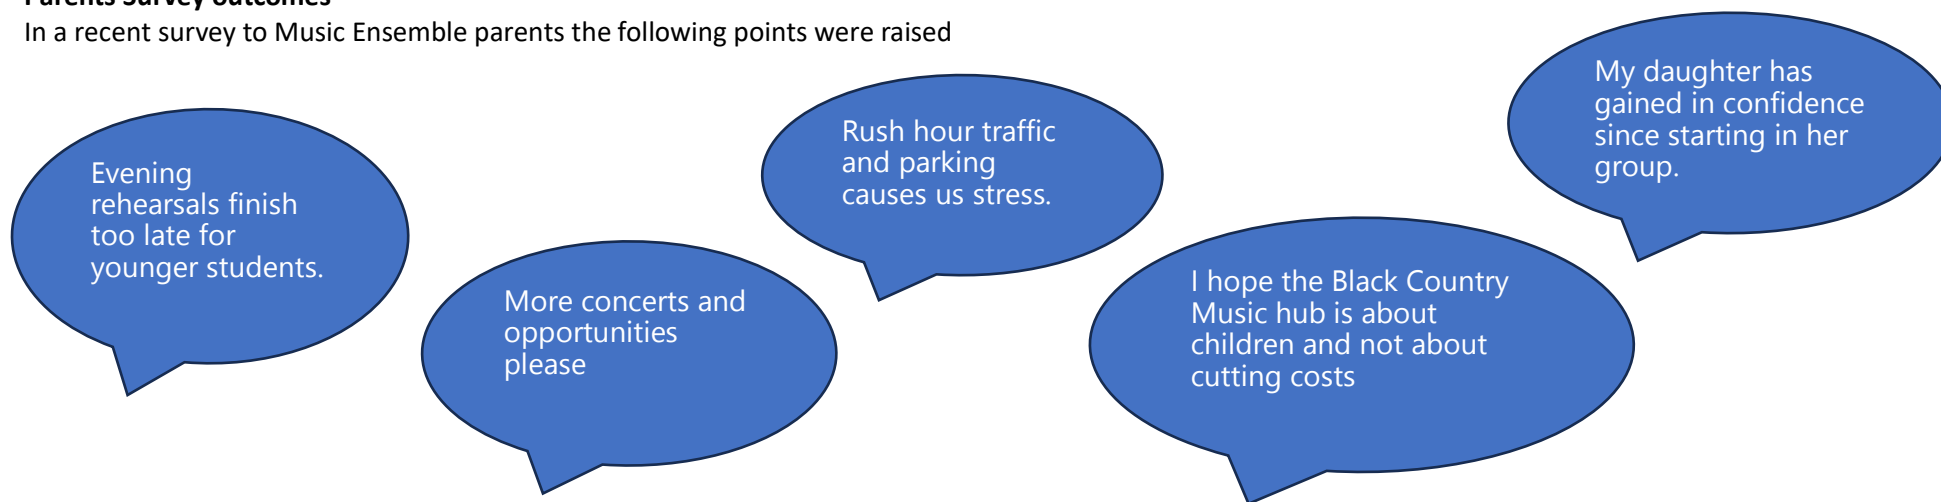 Parents Survey outcomes
In a recent survey to Music Ensemble parents the following points were raised
Evening
rehearsals finish
too late for
younger students.
More concerts and
opportunities
please
Rush hour traffic
and parking
causes us stress.
I hope the Black Country
Music hub is about
children and not about
cutting costs
My daughter has
gained in confidence
since starting in her
group.